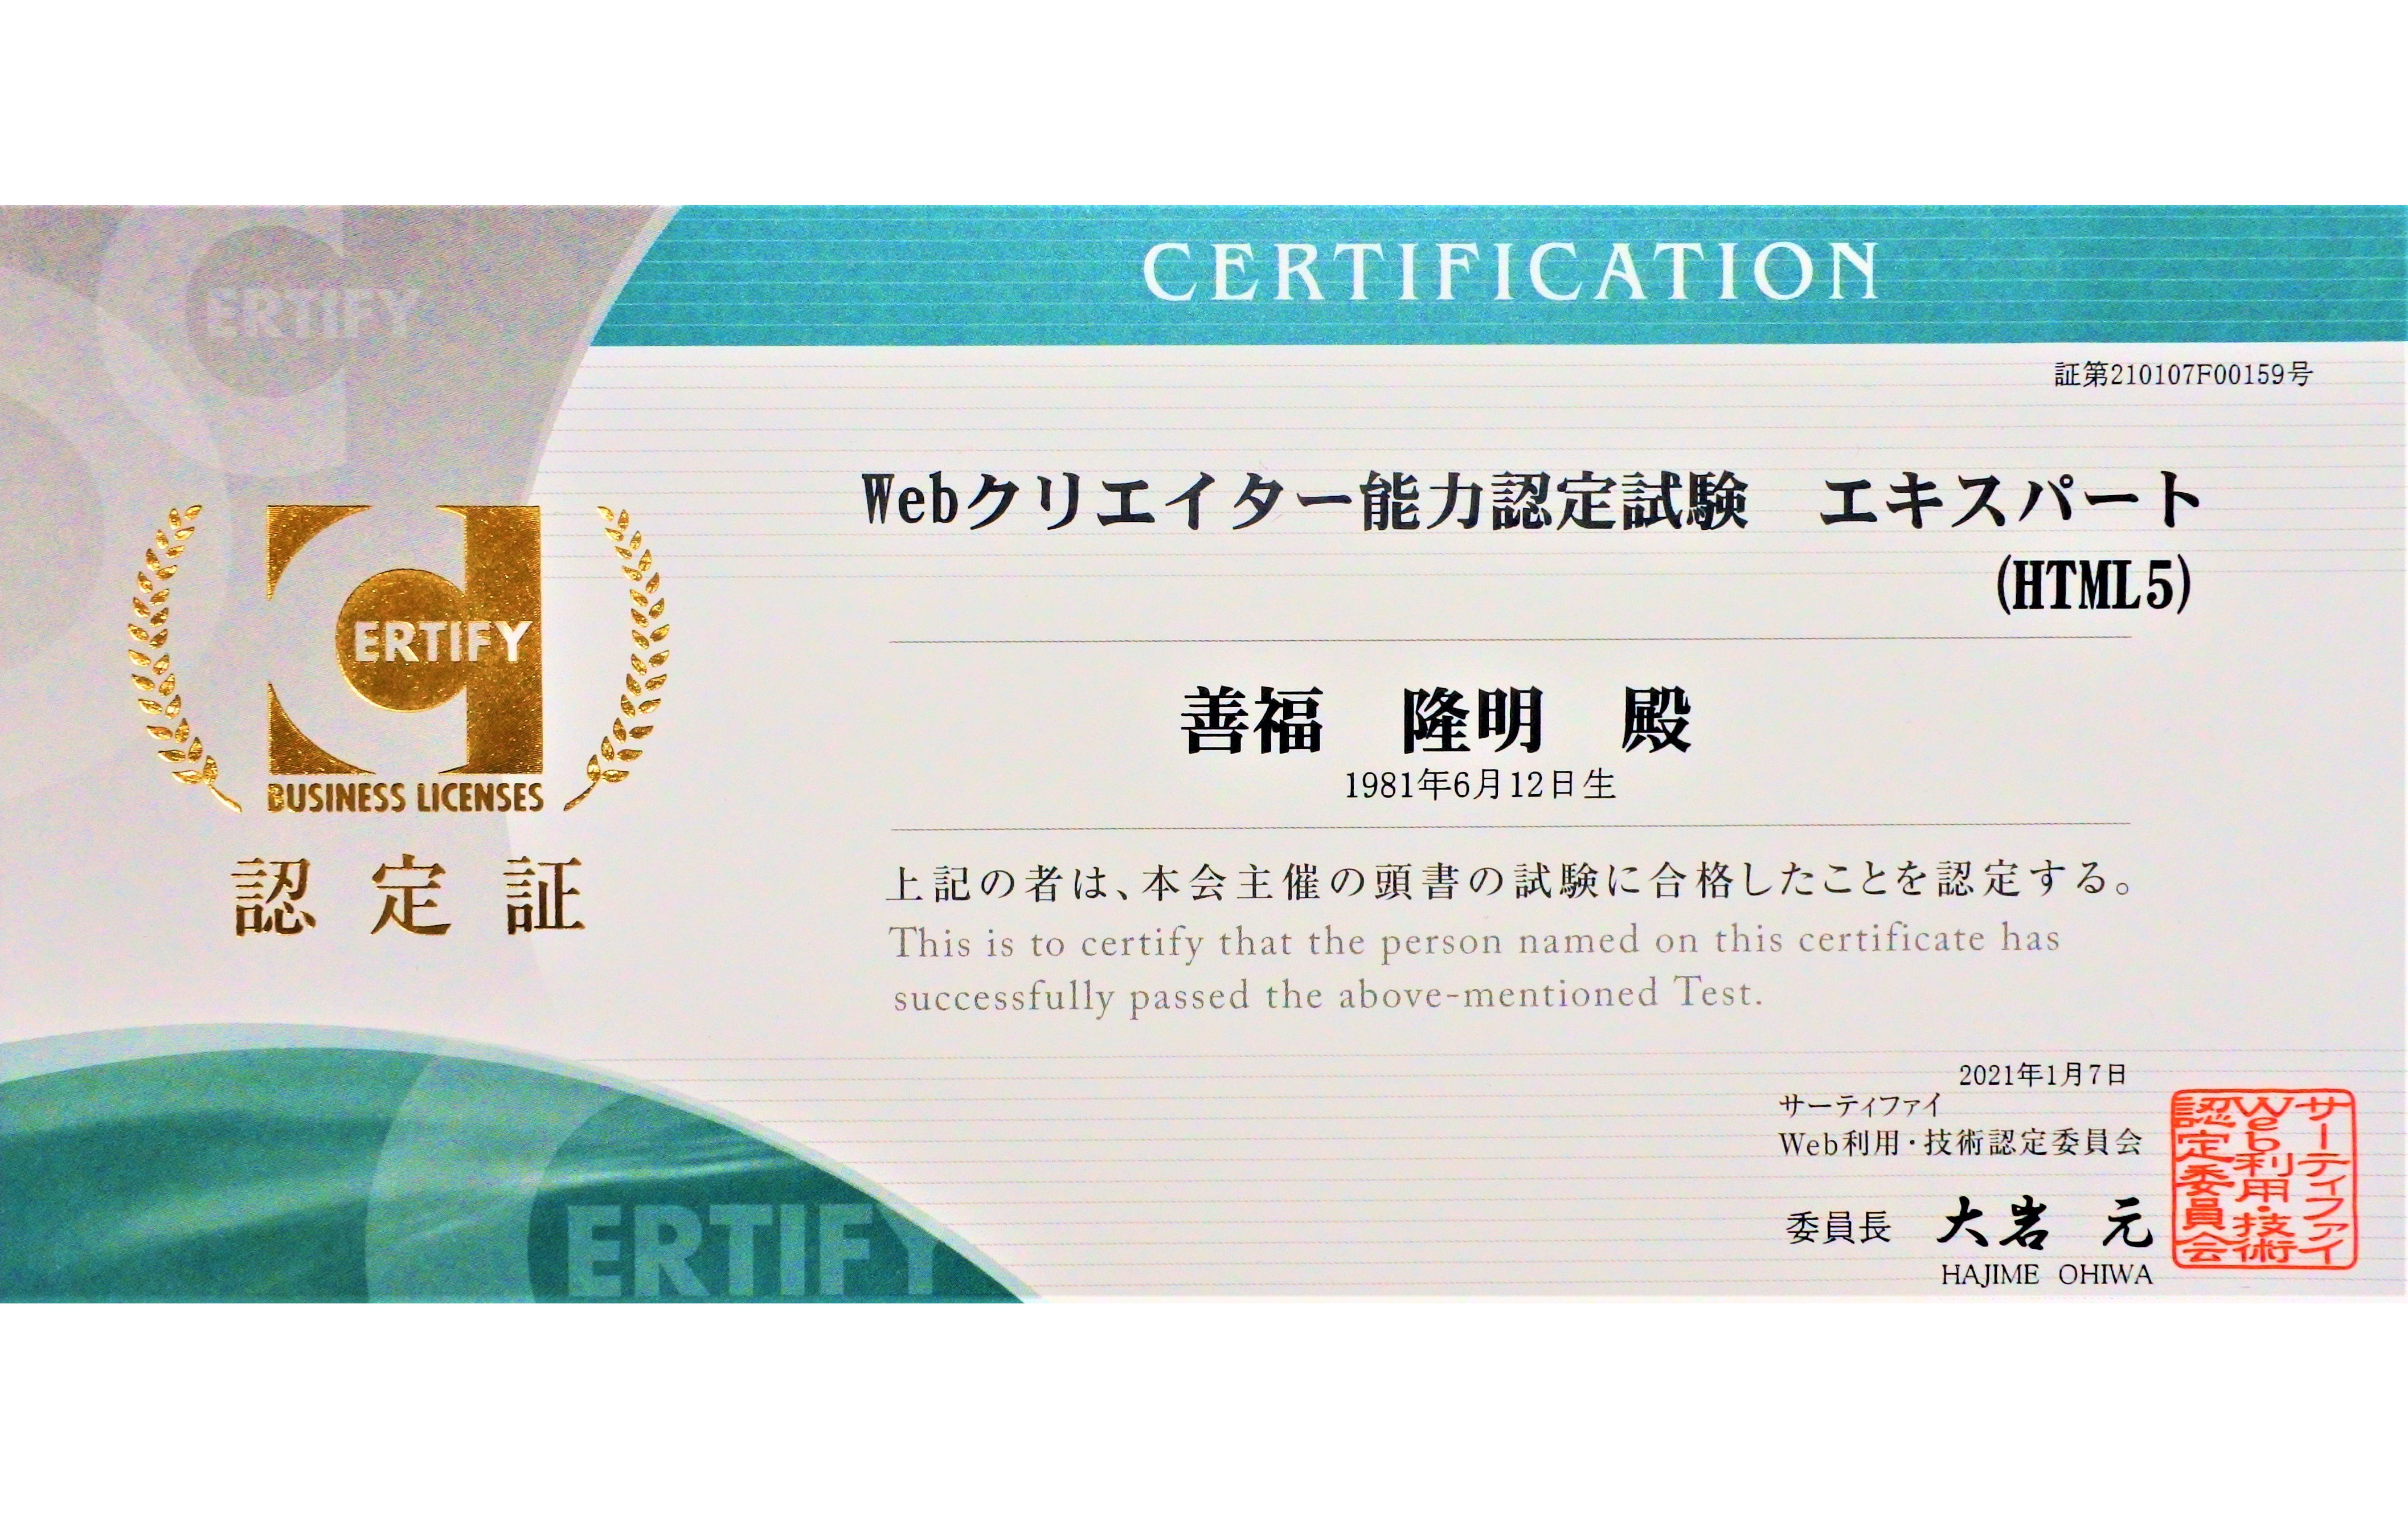 CERTIFICATION
証第210107F00159号
Webクリエイター能力認定試験　エキスパート
(HTML5)
善福　隆明　殿
1981年6月12日生
上記の者は、本会主催の頭書の試験に合格したことを認定する。
This is to certify that the person named on this certificate has
successfully passed the above-mentioned Test.
2021年1月7日
サーティファイ
Web利用・技術認定委員会
委員長　大岩　元
HAJIME OHIWA
サーティファイ
Web利用・技術
認定委員会
ERTIFY
CERTIFY
BUSINESS LICENSES
認定証
ERTIFY